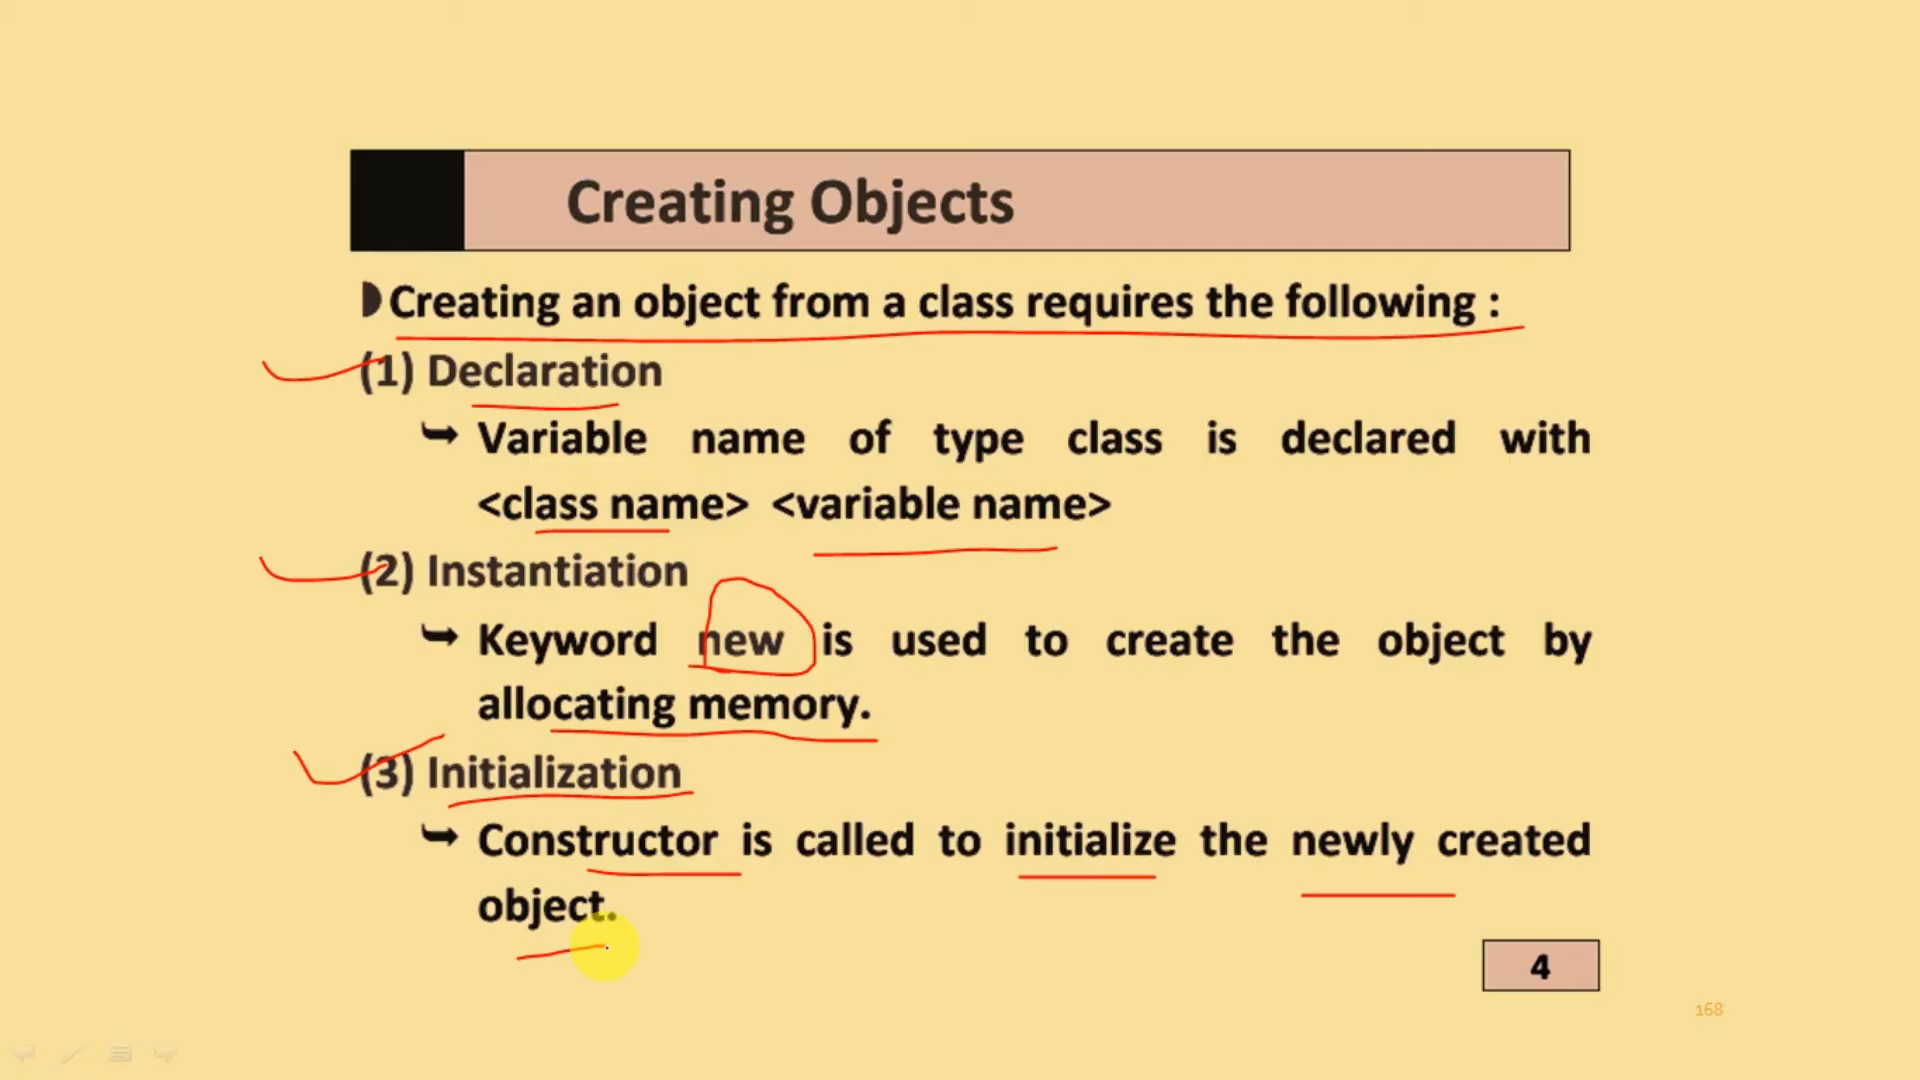 Creating Objects
Creating an object from a class requires the following :
(1) Declaration
Variable name of type class is declared with
<class name> <variable name>
(2) Instantiation
Keyword new is used to create the object by
allocating memory.
(3) Initialization
Constructor is called to initialize the newly created
object.
4
168